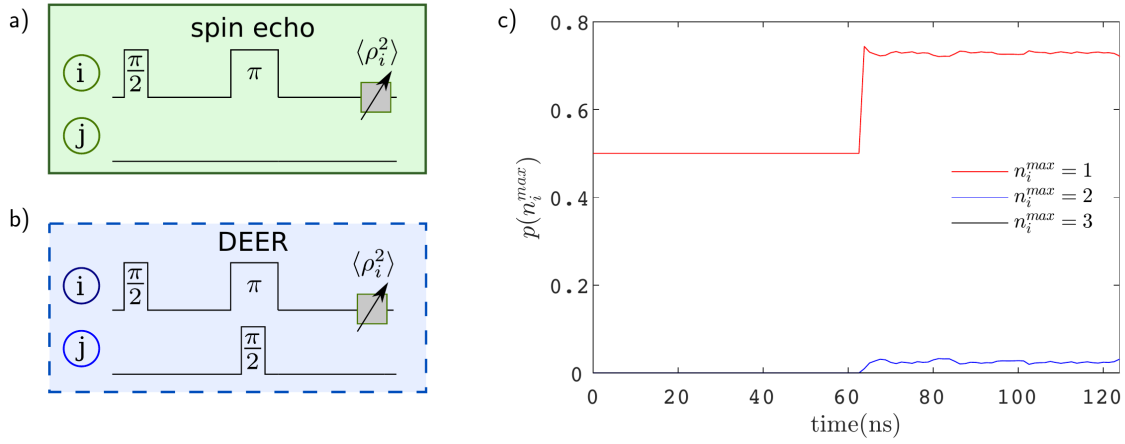 a)
spin echo
i
π/2
π
⟨ρ_i^2⟩
j
b)
DEER
i
π/2
π
⟨ρ_i^2⟩
j
π/2
c)
p(n_i^{max})
0.8
0.6
0.4
0.2
0
n_i^{max} = 1
n_i^{max} = 2
n_i^{max} = 3
0 20 40 60 80 100 120
time(ns)